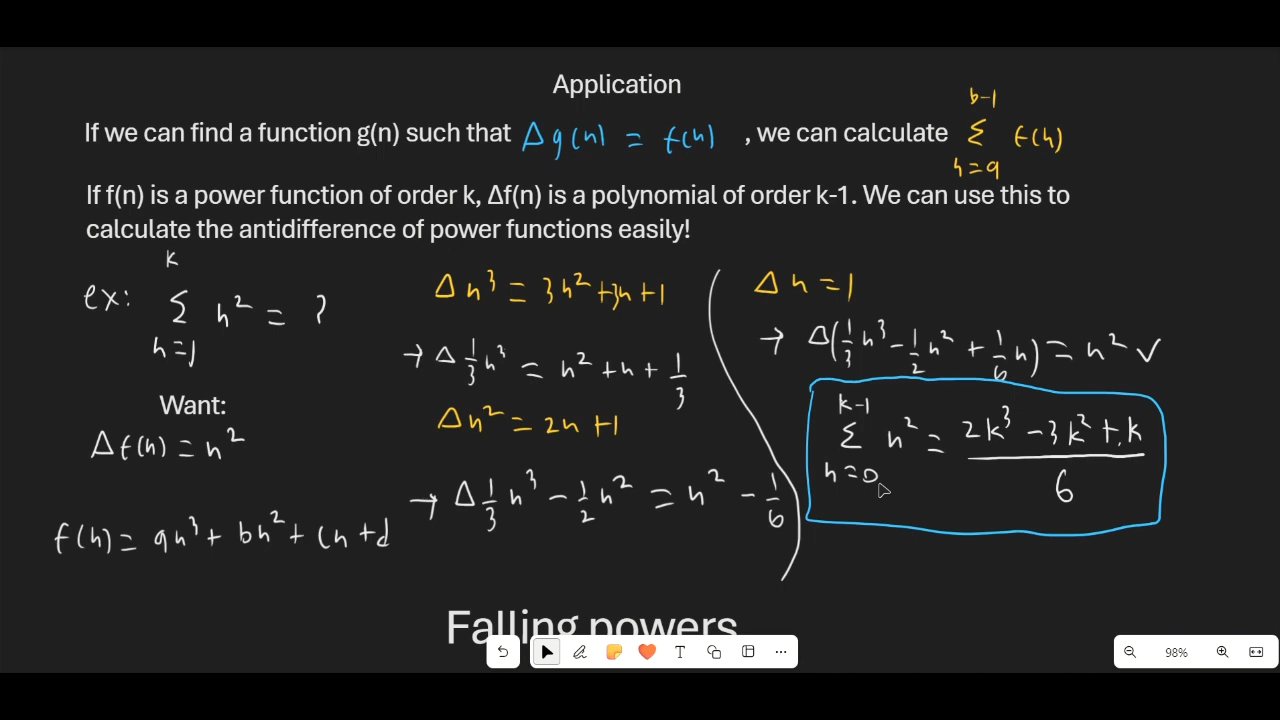 Application
If we can find a function g(n) such that Δg(n) = f(n), we can calculate b-1 Σ n=a f(n)
If f(n) is a power function of order k, Δf(n) is a polynomial of order k-1. We can use this to
calculate the antidifference of power functions easily!
ex: k Σ n=1 n² = ?
Want:
Δf(n) = n²
f(n) = an³ + bn² + cn + d
Δn³ = 3n² + 3n + 1
→ Δ 1/3 n³ = n² + n + 1/3
Δn² = 2n + 1
→ Δ 1/3 n³ - 1/2 n² = n² - 1/6
Δn = 1
→ Δ(1/3 n³ - 1/2 n² + 1/6 n) = n² ✓
k-1 Σ n=0 n² = 2k³ - 3k² + k / 6
Falling powers
T
98%